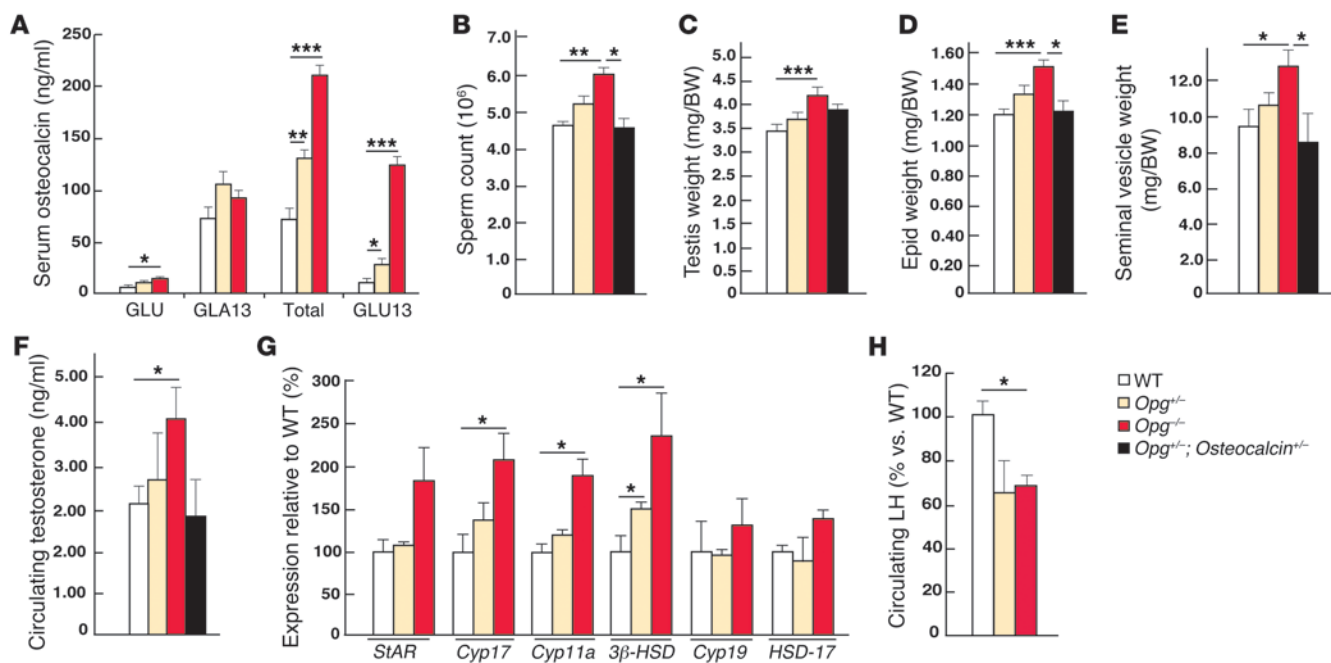 A
Serum osteocalcin (ng/ml)
250
200
150
100
50
0
*
**
***
*
***
GLU
GLA13
Total
GLU13
B
Sperm count (10⁶)
7.0
6.0
5.0
4.0
3.0
2.0
1.0
0
**
*
C
Testis weight (mg/BW)
5.0
4.5
4.0
3.5
3.0
2.5
2.0
1.5
1.0
0.5
0
***
D
Epid weight (mg/BW)
1.60
1.40
1.20
1.00
0.80
0.60
0.40
1.20
0
***
*
E
Seminal vesicle weight
(mg/BW)
12.0
10.0
8.0
6.0
4.0
2.0
0
*
*
F
Circulating testosterone (ng/ml)
5.00
4.00
3.00
2.00
2.00
1.00
0
*
G
Expression relative to WT (%)
300
250
200
150
100
50
0
*
*
*
*
StAR
Cyp17
Cyp11a
3β-HSD
Cyp19
HSD-17
H
Circulating LH (% vs. WT)
120
100
80
60
40
20
0
*
WT
Opg⁺/⁻
Opg⁻/⁻
Opg⁺/⁻; Osteocalcin⁺/⁻